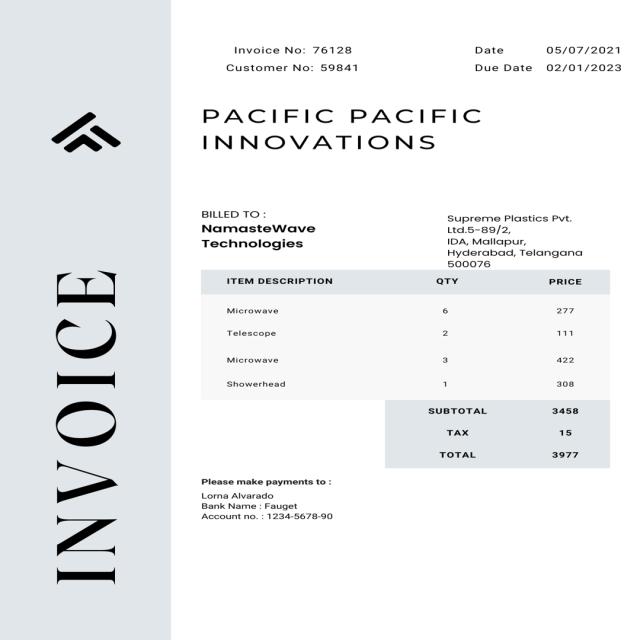 Invoice No: 76128
Date 05/07/2021
Customer No: 59841
Due Date 02/01/2023
PACIFIC PACIFIC
INNOVATIONS
BILLED TO :
NamasteWave
Technologies
Supreme Plastics Pvt.
Ltd.5-89/2,
IDA, Mallapur,
Hyderabad, Telangana
500076
ITEM DESCRIPTION QTY PRICE
Microwave 6 277
Telescope 2 111
Microwave 3 422
Showerhead 1 308
SUBTOTAL 3458
TAX 15
TOTAL 3977
Please make payments to :
Lorna Alvarado
Bank Name : Fauget
Account no. : 1234-5678-90
INVOICE